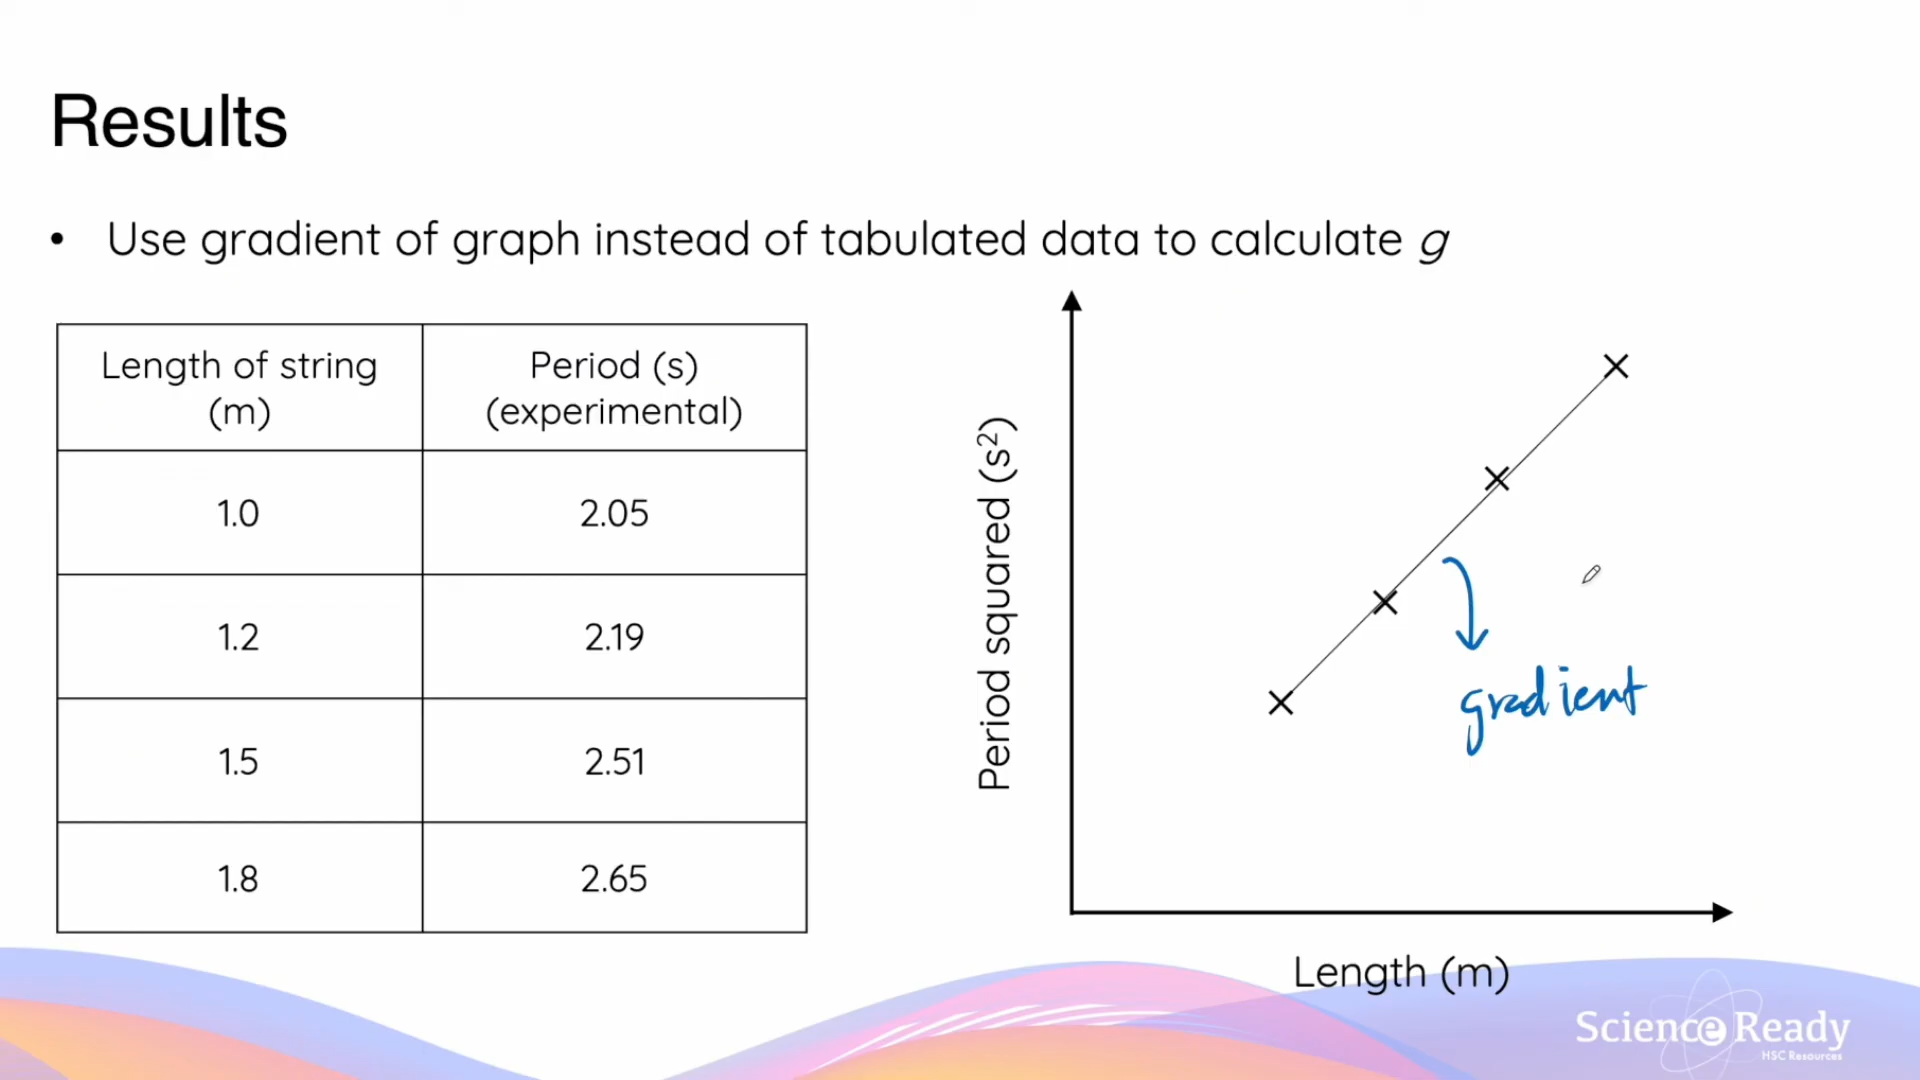 Results
• Use gradient of graph instead of tabulated data to calculate g
Length of string (m)
Period (s) (experimental)
1.0
2.05
1.2
2.19
1.5
2.51
1.8
2.65
Period squared (s²)
gradient
Length (m)
Science Ready
HSC Resources